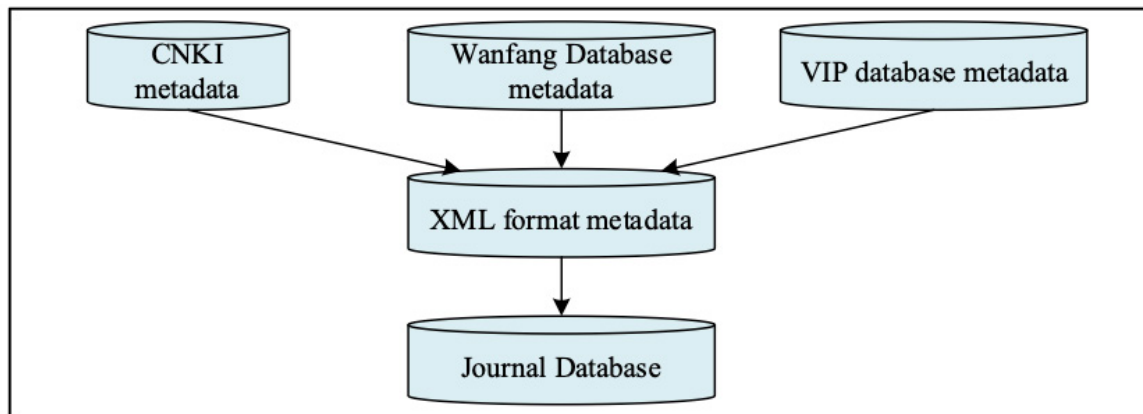 CNKI
metadata
Wanfang Database
metadata
VIP database metadata
XML format metadata
Journal Database